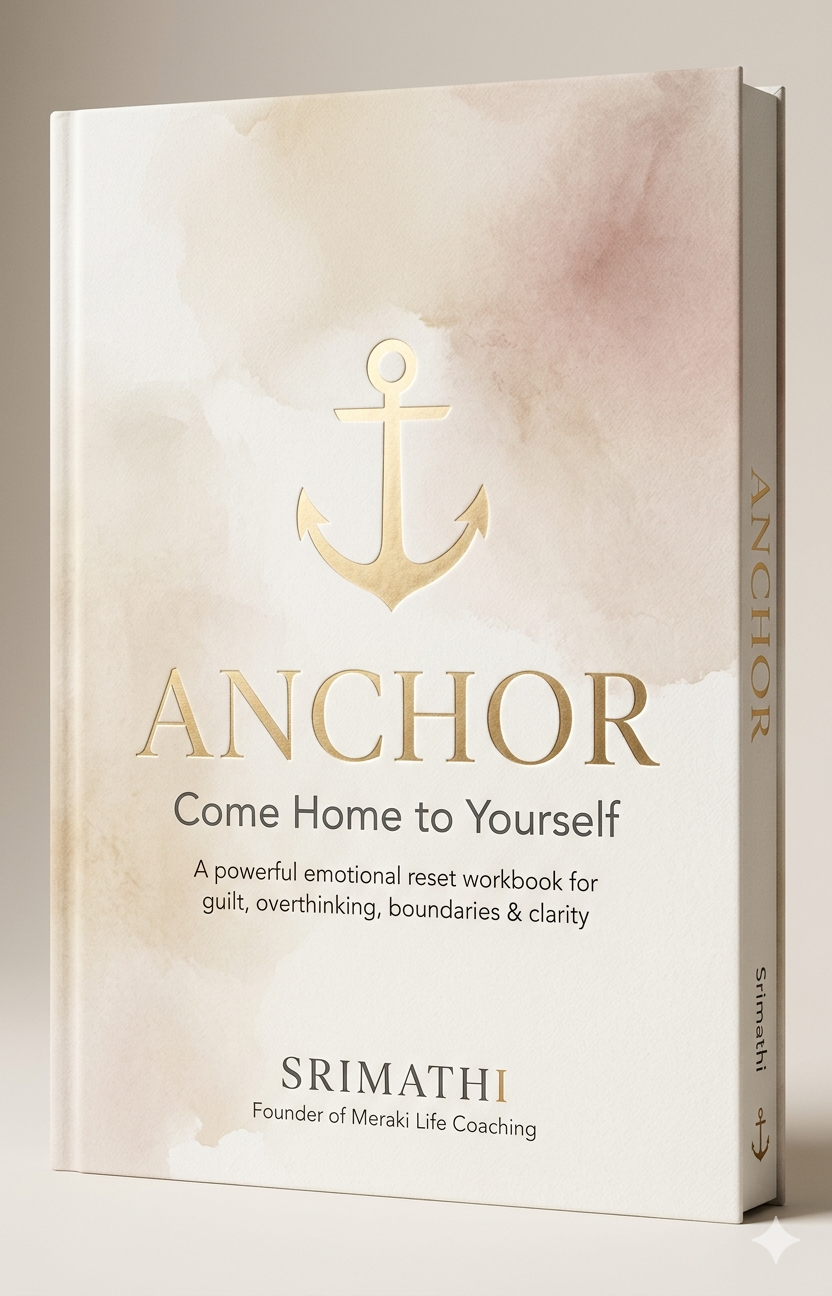 ANCHOR
Come Home to Yourself
A powerful emotional reset workbook for
guilt, overthinking, boundaries & clarity
SRIMATHI
Founder of Meraki Life Coaching
ANCHOR
Srimathi